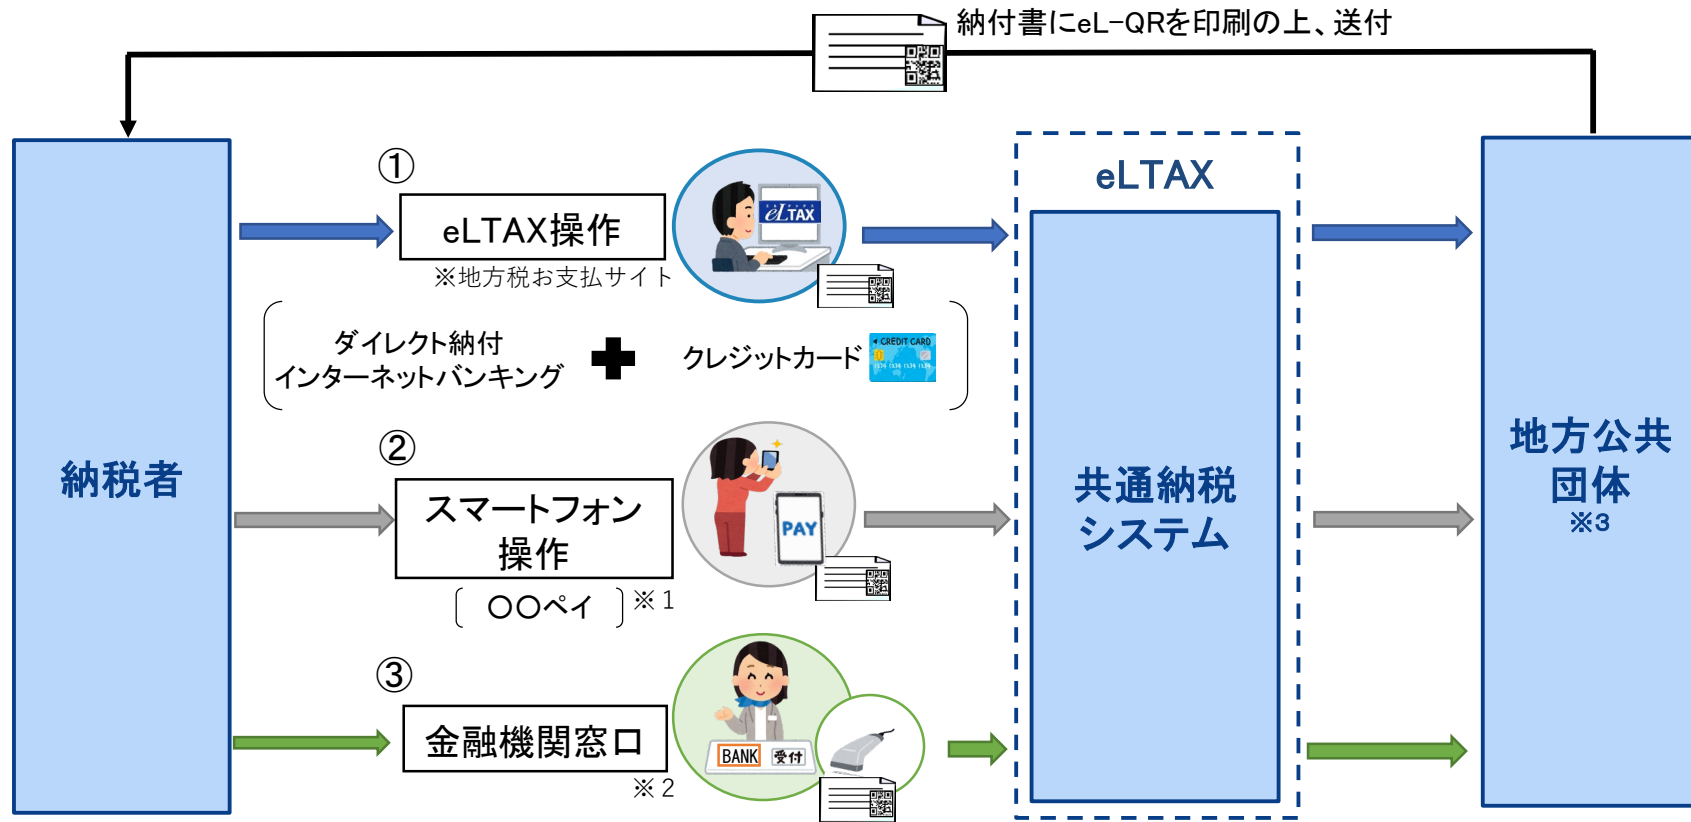 納付書にeL-QRを印刷の上、送付
納税者
①
eLTAX操作
※地方税お支払サイト
eLTAX
ダイレクト納付
インターネットバンキング
クレジットカード
CREDIT CARD
②
スマートフォン
操作
〇〇ペイ
※1
PAY
③
金融機関窓口
※2
BANK
受付
eLTAX
共通納税
システム
地方公共
団体
※3